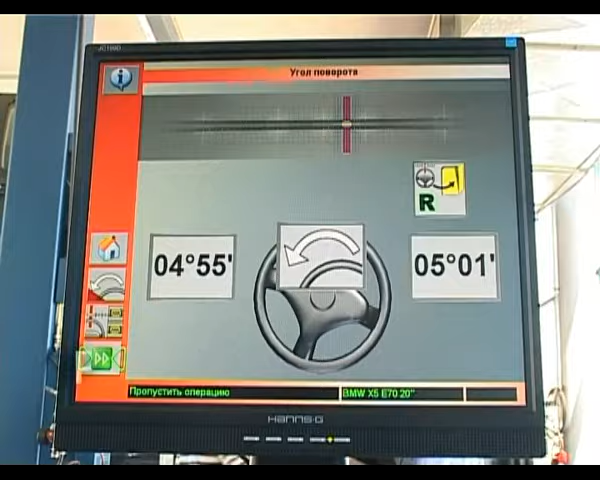 Угол поворота
R
04°55'
05°01'
Пропустить операцию
BMW X5 E70 20"
HANNS·G